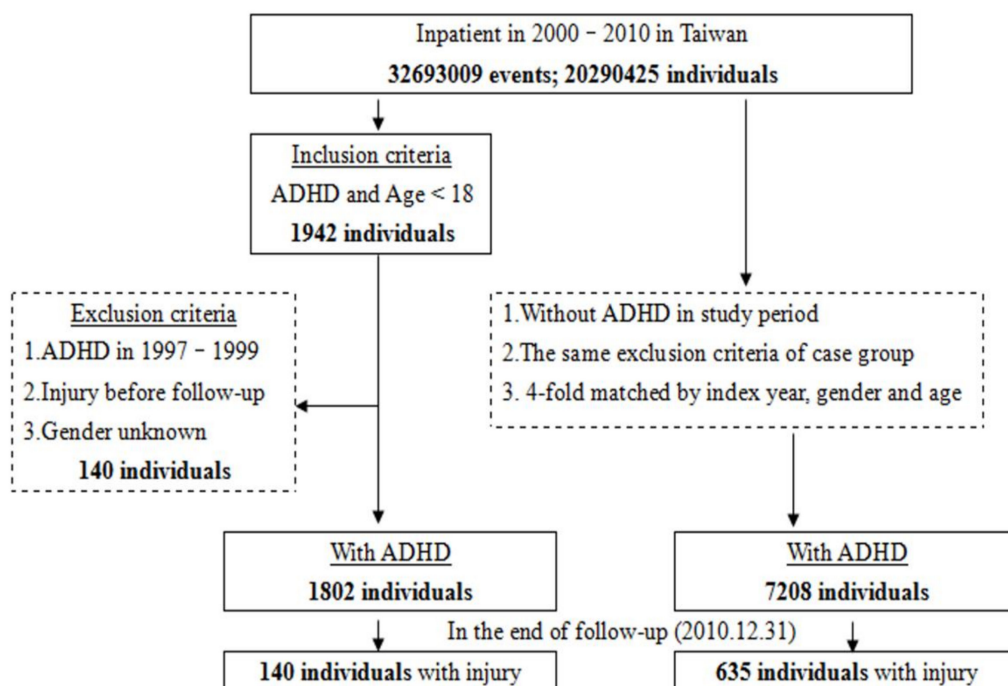 Inpatient in 2000 - 2010 in Taiwan
32693009 events; 20290425 individuals
Inclusion criteria
ADHD and Age < 18
1942 individuals
Exclusion criteria
1.ADHD in 1997 - 1999
2.Injury before follow-up
3.Gender unknown
140 individuals
1.Without ADHD in study period
2.The same exclusion criteria of case group
3. 4-fold matched by index year, gender and age
With ADHD
1802 individuals
With ADHD
7208 individuals
In the end of follow-up (2010.12.31)
140 individuals with injury
635 individuals with injury